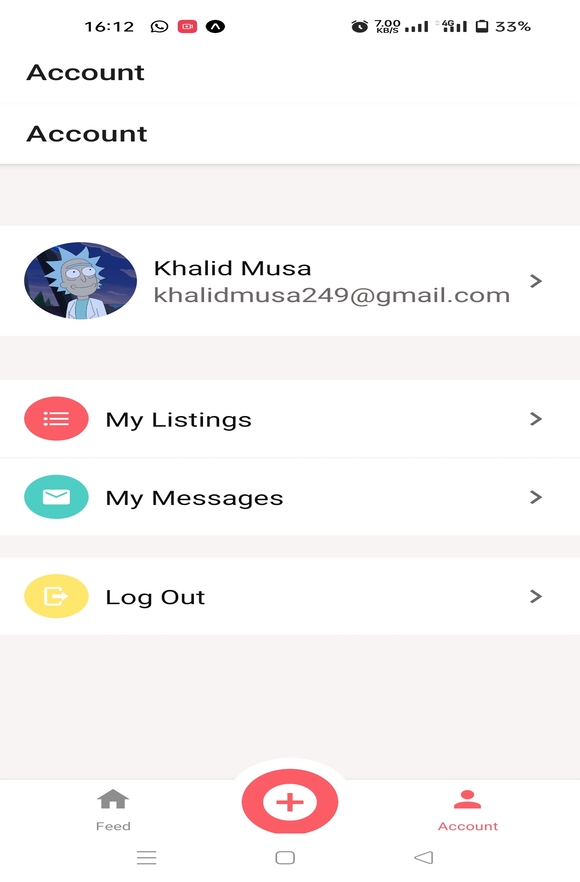 16:12 7.00 KB/S 4G 33%
Account
Account
Khalid Musa
khalidmusa249@gmail.com
My Listings
My Messages
Log Out
Feed
Account